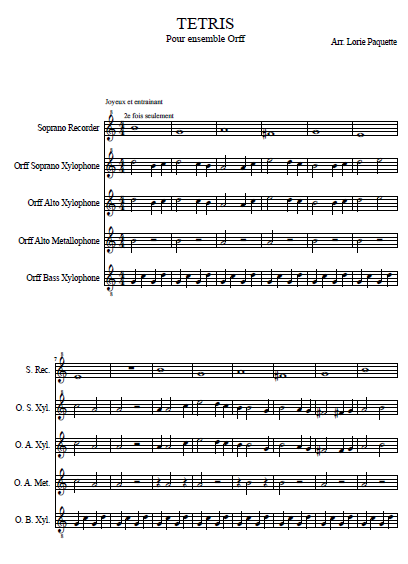 TETRIS
Pour ensemble Orff
Arr. Lorie Paquette
Joyeux et entrainant
2e fois seulement
Soprano Recorder
Orff Soprano Xylophone
Orff Alto Xylophone
Orff Alto Metallophone
Orff Bass Xylophone
7
S. Rec.
O. S. Xyl.
O. A. Xyl.
O. A. Met.
O. B. Xyl.